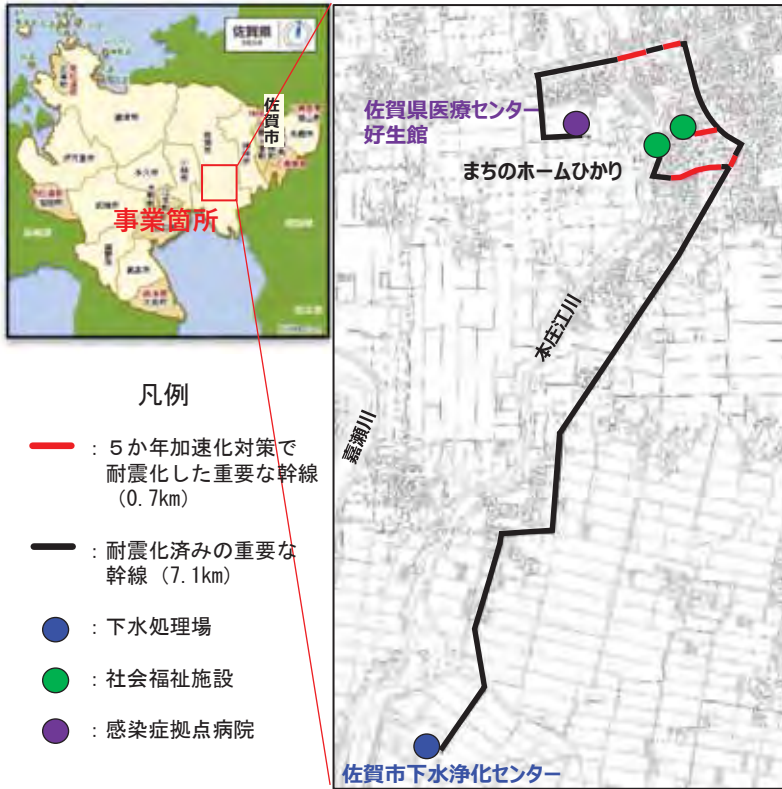 佐賀県
佐賀市
事業箇所
佐賀県医療センター
好生館
まちのホームひかり
本庄江川
嘉瀬川
佐賀市下水浄化センター
凡例
：５か年加速化対策で
耐震化した重要な幹線
（0.7km）
：耐震化済みの重要な
幹線（7.1km）
：下水処理場
：社会福祉施設
：感染症拠点病院